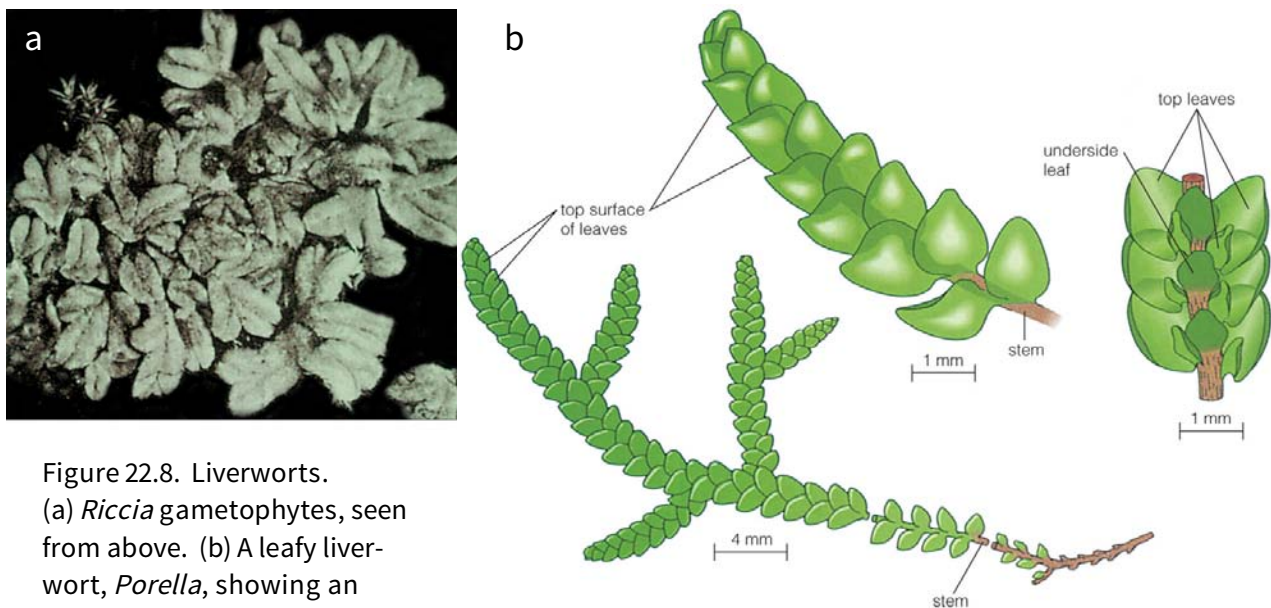 a
b
top surface
of leaves
1 mm
stem
top leaves
underside
leaf
1 mm
4 mm
stem
Figure 22.8. Liverworts.
(a) Riccia gametophytes, seen
from above. (b) A leafy liver-
wort, Porella, showing an